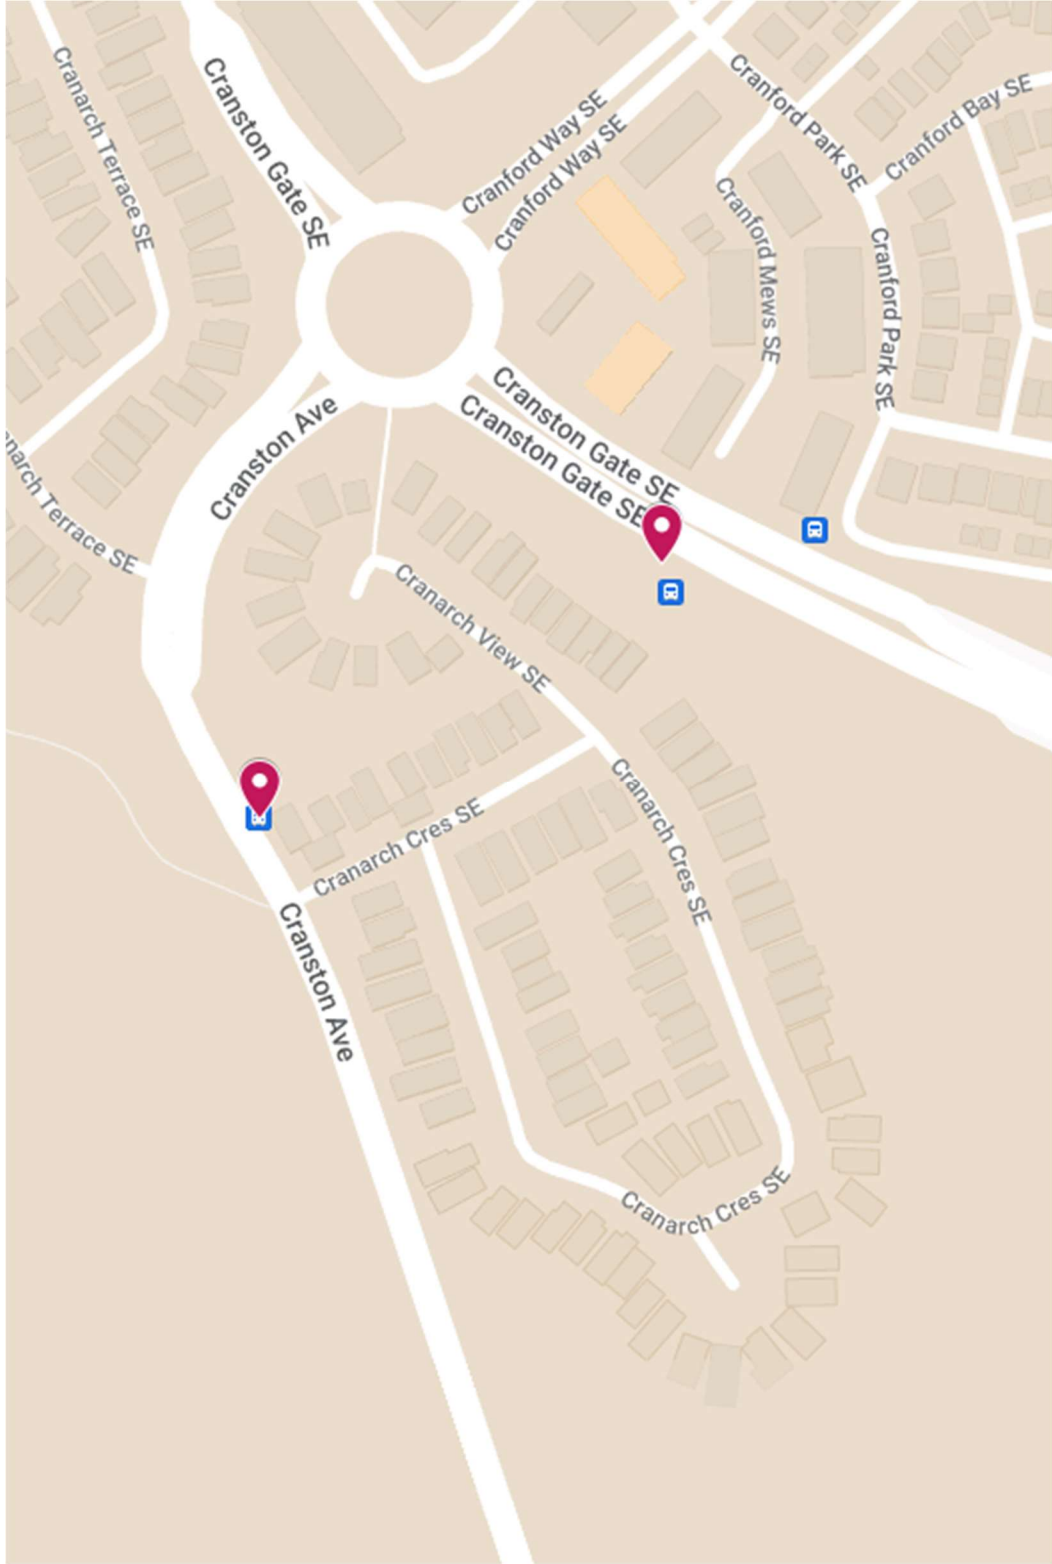 Cranarch Terrace SE
Cranston Gate SE
Cranford Way SE
Cranford Way SE
Cranford Park SE
Cranford Bay SE
Cranford Mews SE
Cranford Park SE
Cranston Gate SE
Cranston Gate SE
Cranston Ave
anarch Terrace SE
Cranarch View SE
Cranarch Cres SE
Cranarch Cres SE
Cranston Ave
Cranarch Cres SE